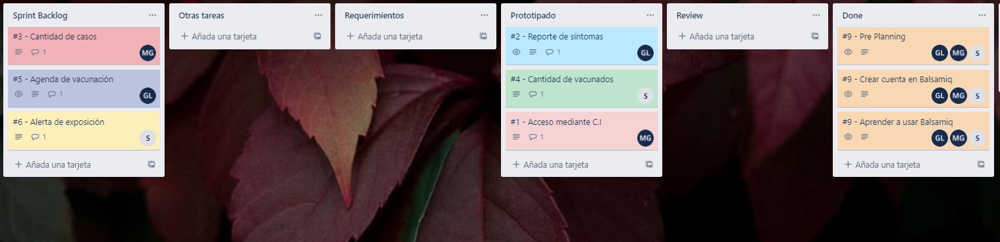 Sprint Backlog
#3 - Cantidad de casos
1
MG
#5 - Agenda de vacunación
1
GL
#6 - Alerta de exposición
1
S
Añada una tarjeta
Otras tareas
Añada una tarjeta
Requerimientos
Añada una tarjeta
Prototipado
#2 - Reporte de síntomas
1
GL
#4 - Cantidad de vacunados
1
S
#1 - Acceso mediante C.I
1
MG
Añada una tarjeta
Review
Añada una tarjeta
Done
#9 - Pre Planning
GL MG S
#9 - Crear cuenta en Balsamiq
GL MG S
#9 - Aprender a usar Balsamiq
GL MG S
Añada una tarjeta